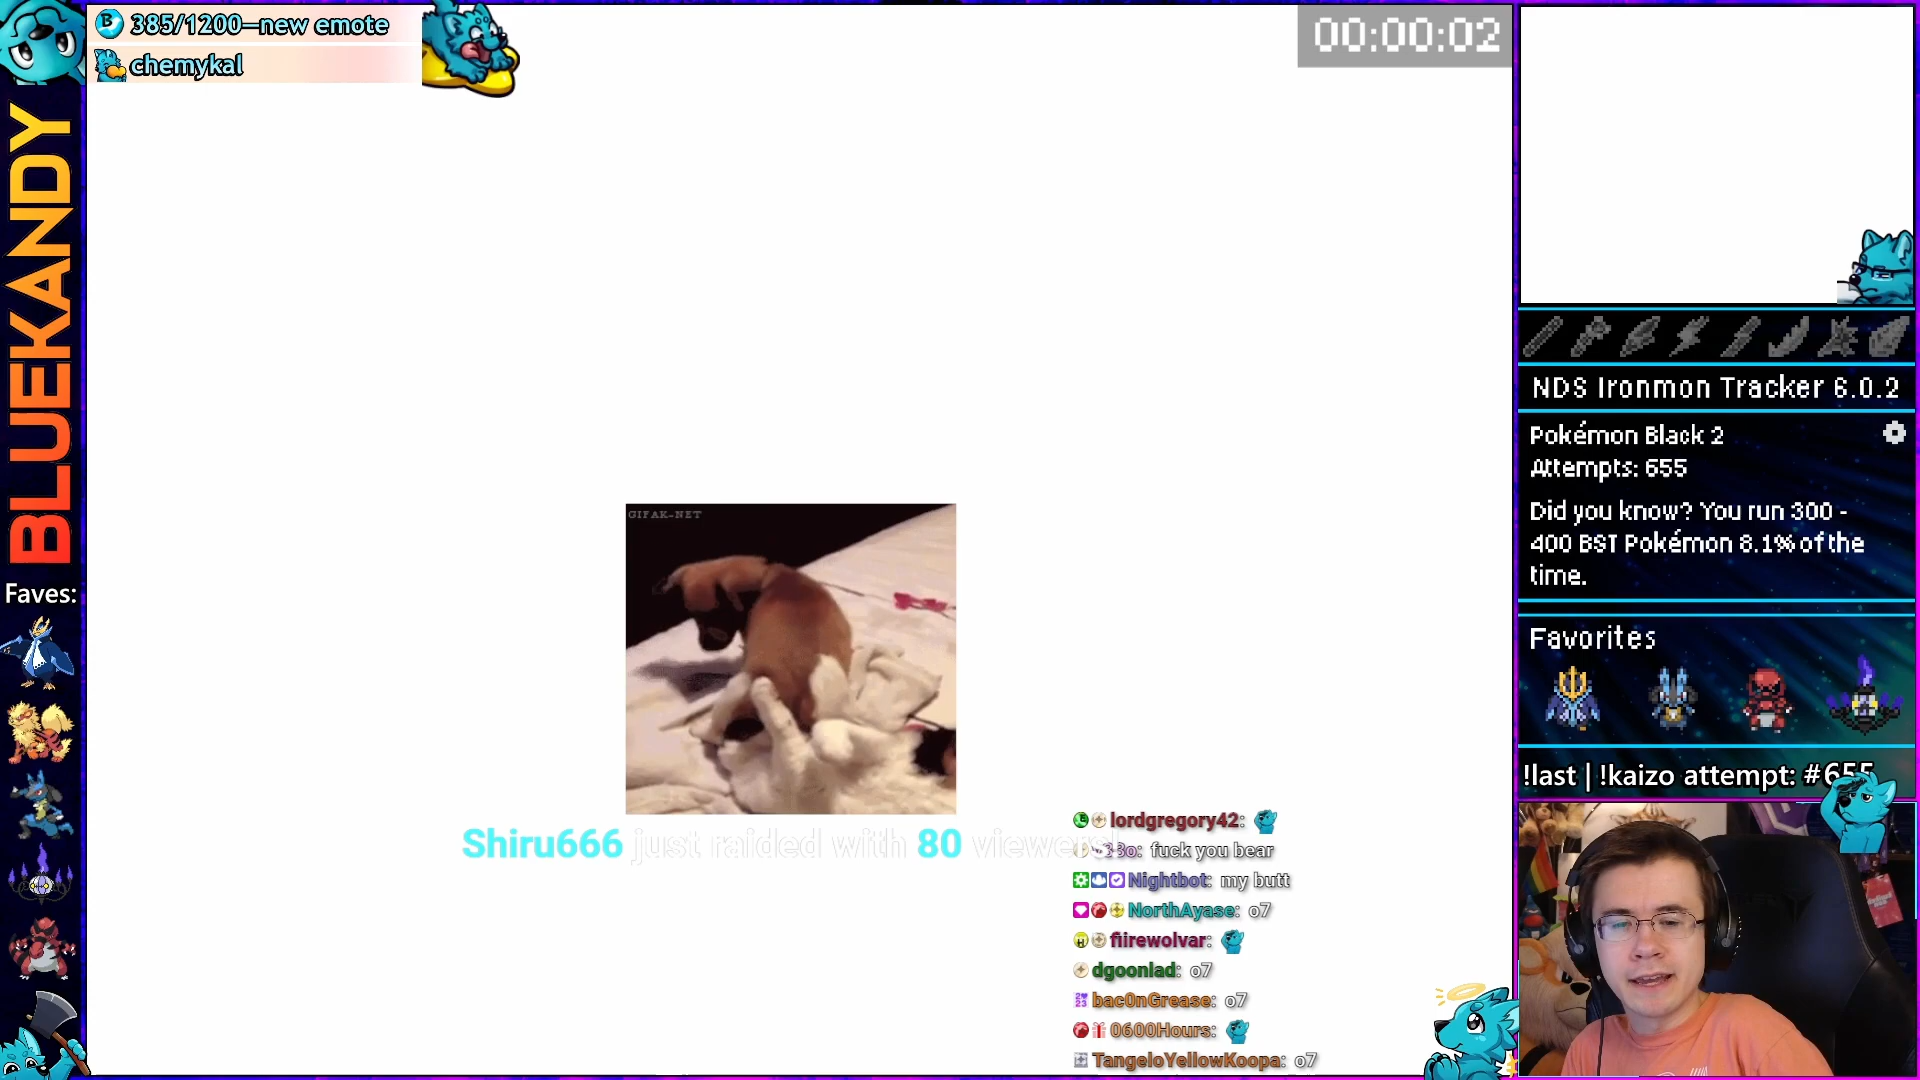 385/1200—new emote
chemykal
00:00:02
BLUEKANDY
Faves:
GIFAK-NET
Shiru666 just raided with 80 viewers!
lordgregory42:
fuck you bear
Nightbot: my butt
NorthAyase: o7
fiirewolvar:
dgoonlad: o7
bac0nGrease: o7
0600Hours:
TangeloYellowKoopa: o7
NDS Ironmon Tracker 6.0.2
Pokémon Black 2
Attempts: 655
Did you know? You run 300 -
400 BST Pokémon 8.1% of the
time.
Favorites
!last | !kaizo attempt: #655